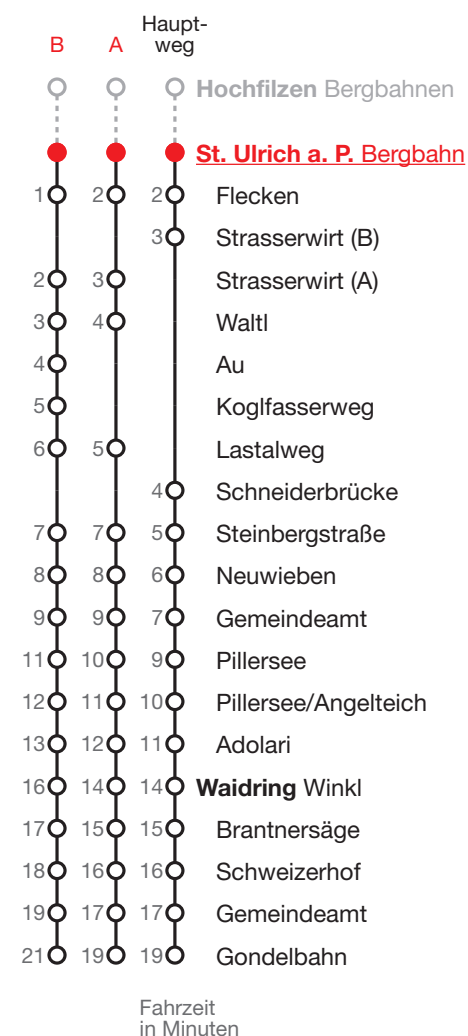 Haupt-
B A weg
Hochfilzen Bergbahnen
St. Ulrich a. P. Bergbahn
1 2 2 Flecken
3 Strasserwirt (B)
2 3 Strasserwirt (A)
3 4 Waltl
4 Au
5 Koglfasserweg
6 5 Lastalweg
4 Schneiderbrücke
7 7 5 Steinbergstraße
8 8 6 Neuwieben
9 9 7 Gemeindeamt
11 10 9 Pillersee
12 11 10 Pillersee/Angelteich
13 12 11 Adolari
16 14 14 Waidring Winkl
17 15 15 Brantnersäge
18 16 16 Schweizerhof
19 17 17 Gemeindeamt
21 19 19 Gondelbahn
Fahrzeit
in Minuten